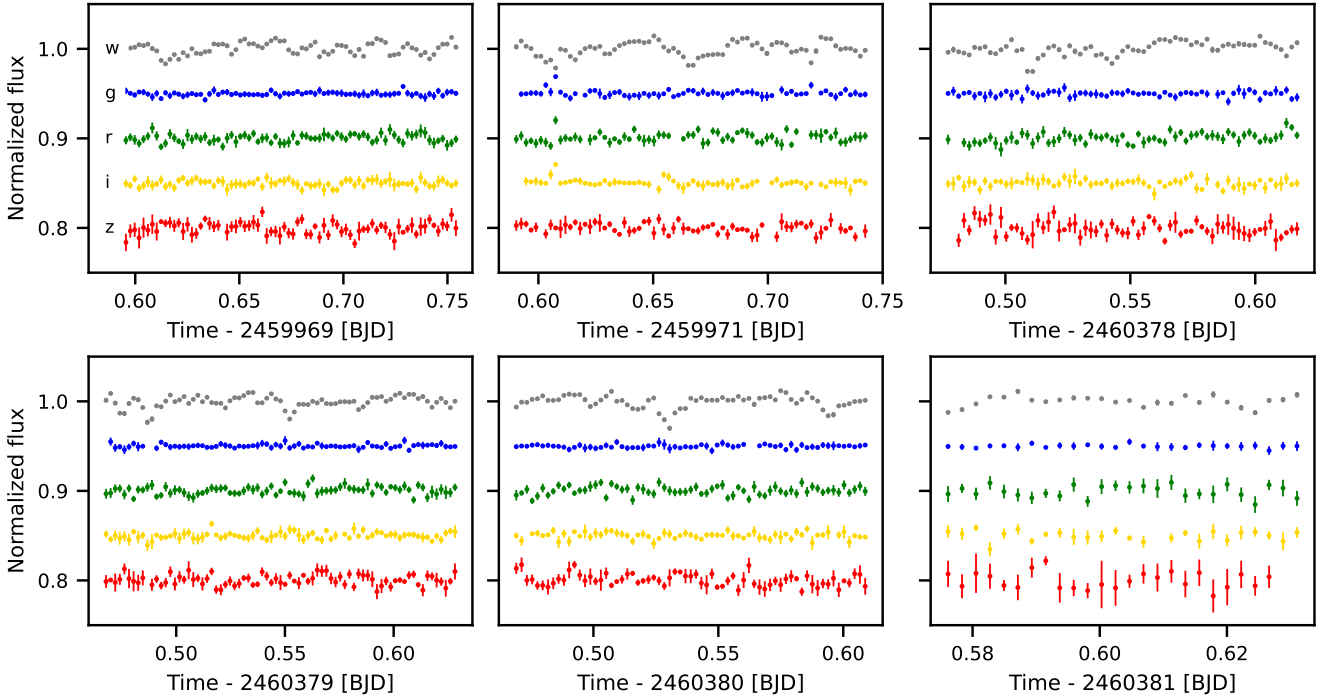 Normalized flux
1.0
0.9
0.8
w
g
r
i
z
0.60
0.65
0.70
0.75
Time - 2459969 [BJD]
0.60
0.65
0.70
0.75
Time - 2459971 [BJD]
0.50
0.55
0.60
Time - 2460378 [BJD]
Normalized flux
1.0
0.9
0.8
0.50
0.55
0.60
Time - 2460379 [BJD]
0.50
0.55
0.60
Time - 2460380 [BJD]
0.58
0.60
0.62
Time - 2460381 [BJD]